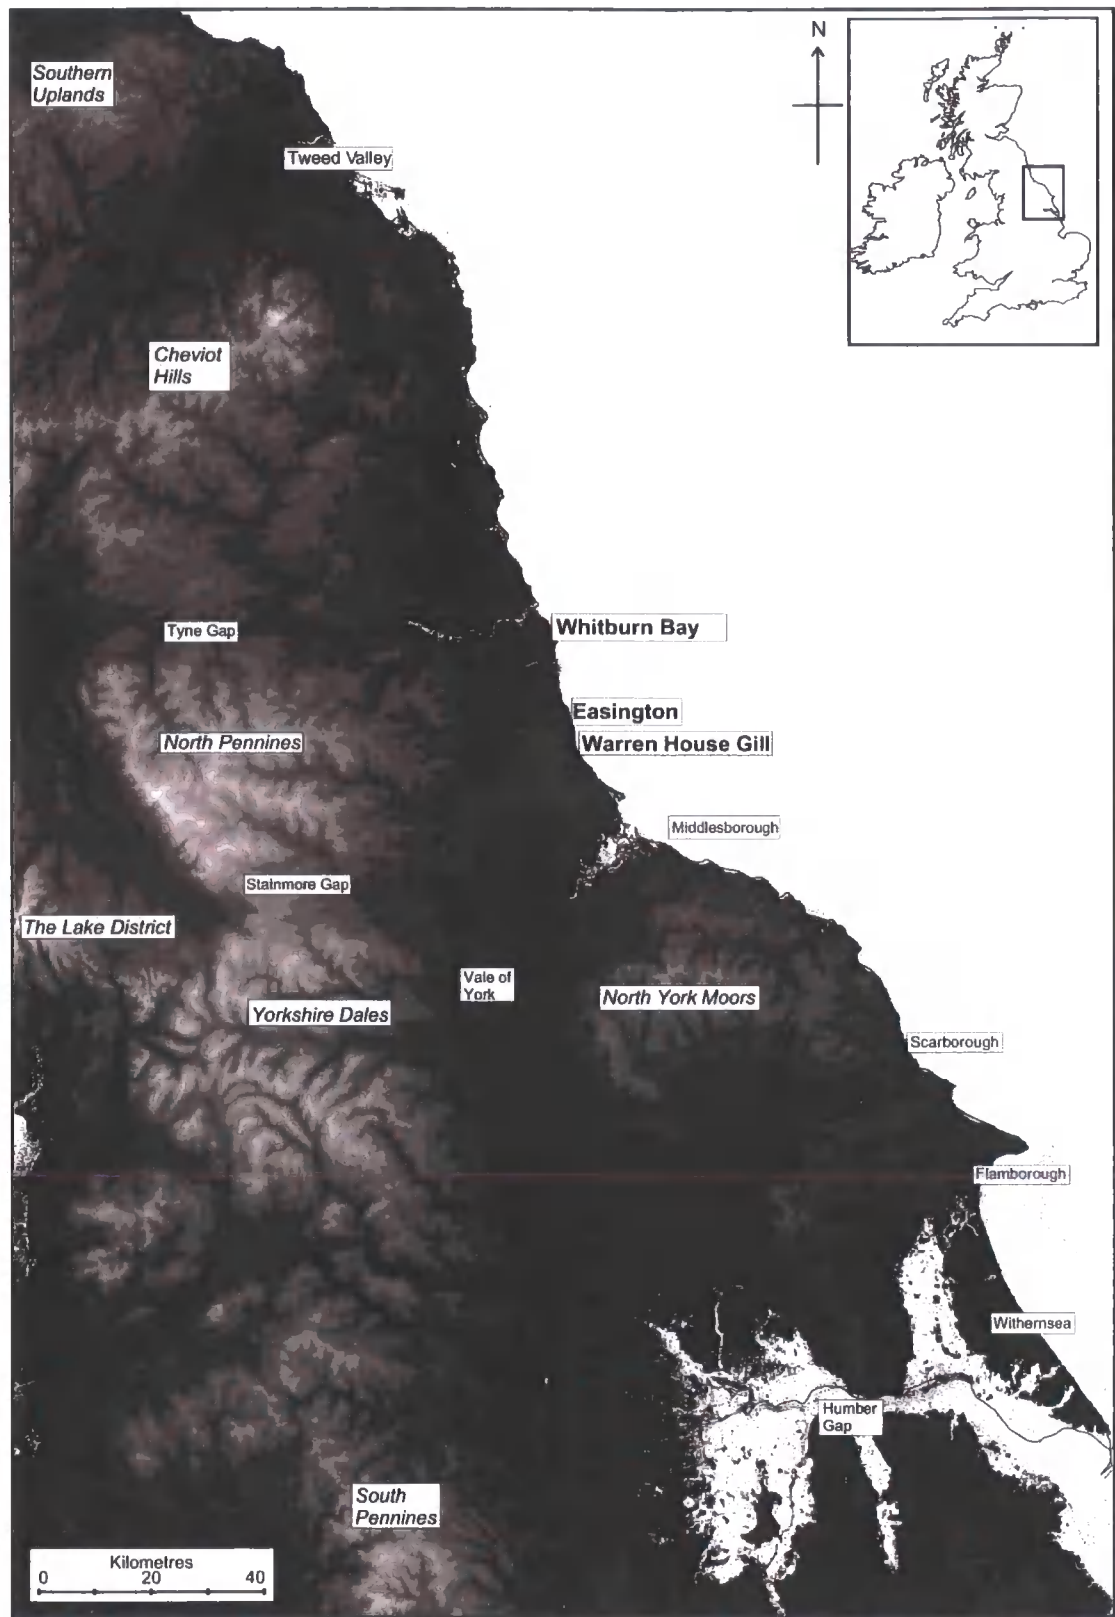 Southern
Uplands
N
Tweed Valley
Cheviot
Hills
Tyne Gap
Whitburn Bay
Easington
Warren House Gill
North Pennines
Middlesborough
Stainmore Gap
The Lake District
Vale of
York
North York Moors
Yorkshire Dales
Scarborough
Flamborough
Withernsea
Humber
Gap
South
Pennines
Kilometres
0 20 40